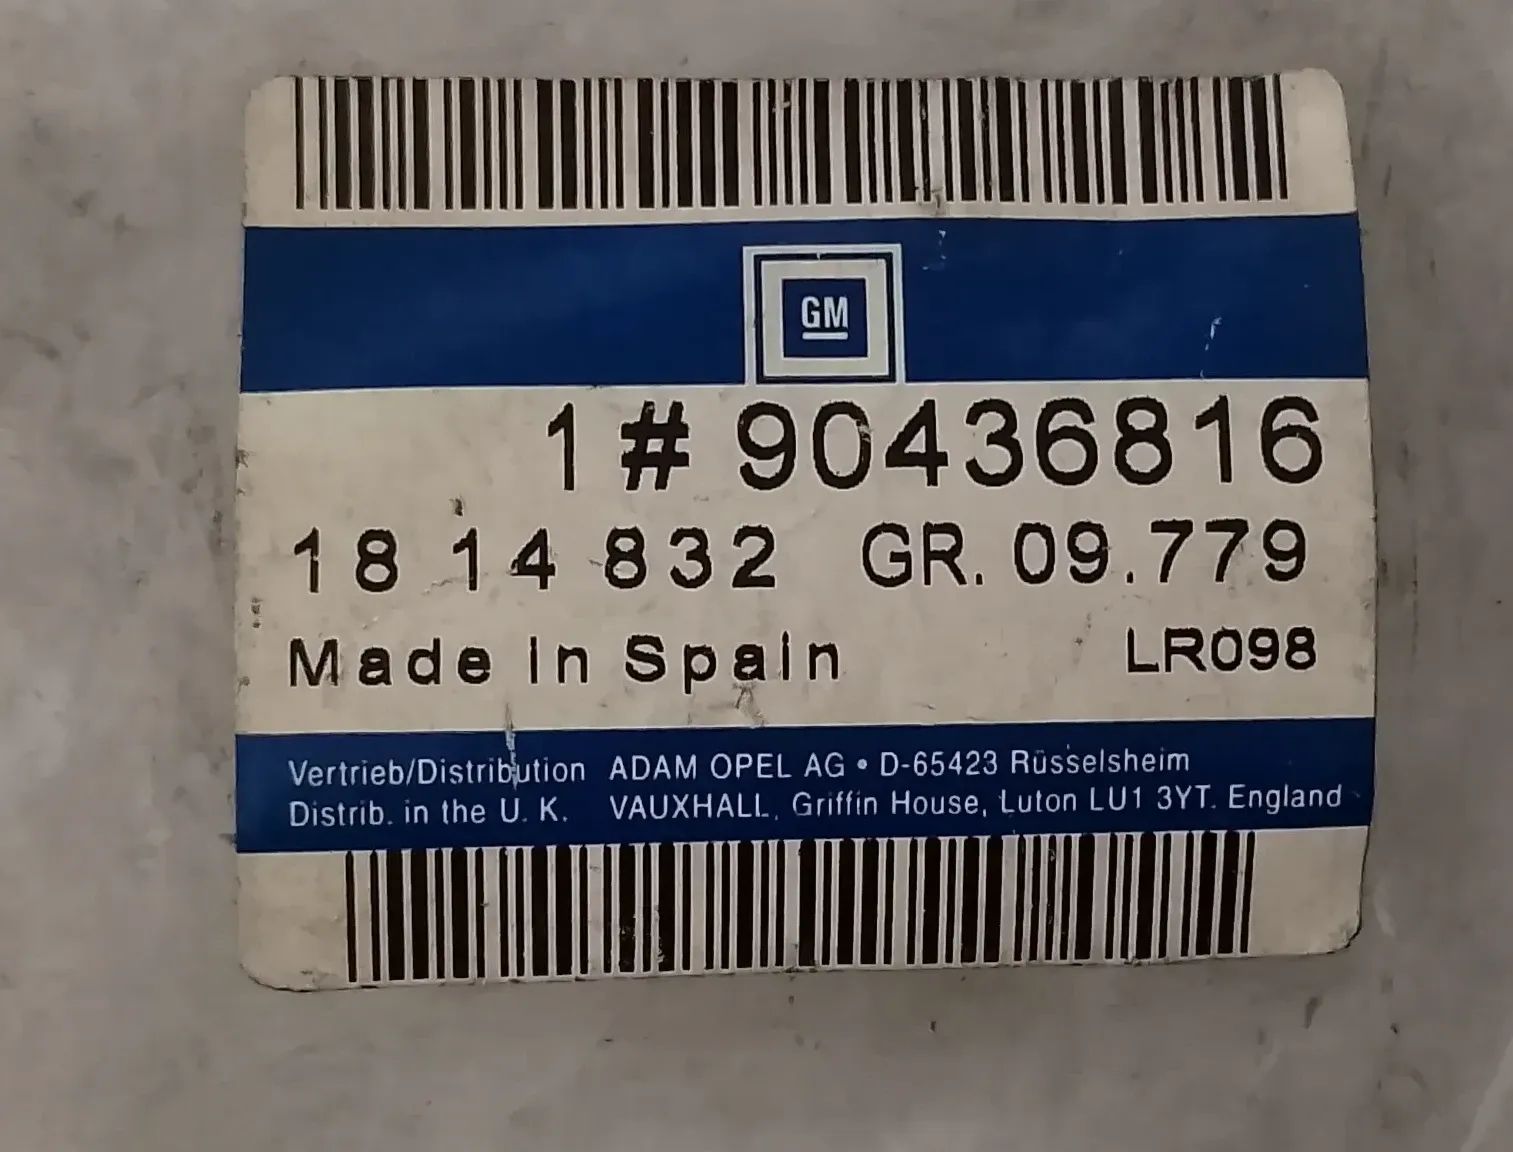 GM
1 # 90436816
18 14 832 GR. 09.779
Made in Spain LR098
Vertrieb/Distribution ADAM OPEL AG • D-65423 Rüsselsheim
Distrib. in the U. K. VAUXHALL, Griffin House, Luton LU1 3YT. England